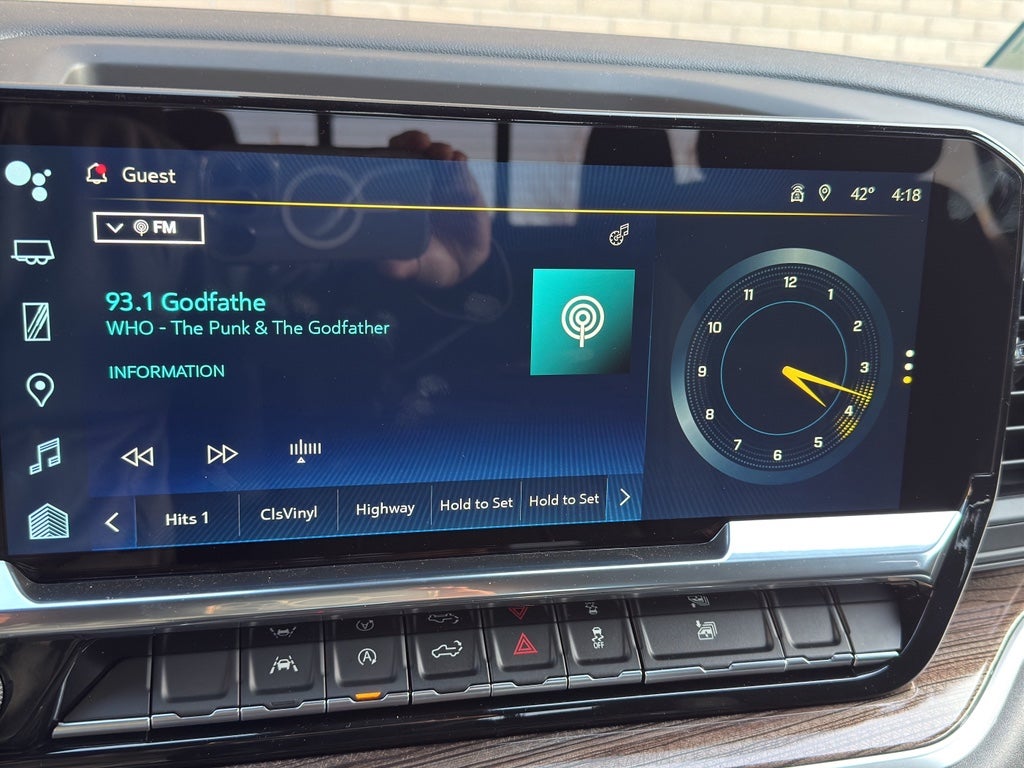 Guest
42° 4:18
FM
93.1 Godfathe
WHO - The Punk & The Godfather
INFORMATION
12
11 1
10 2
9 3
8 4
7 5
6
Hits 1 ClsVinyl Highway Hold to Set Hold to Set
A
OFF